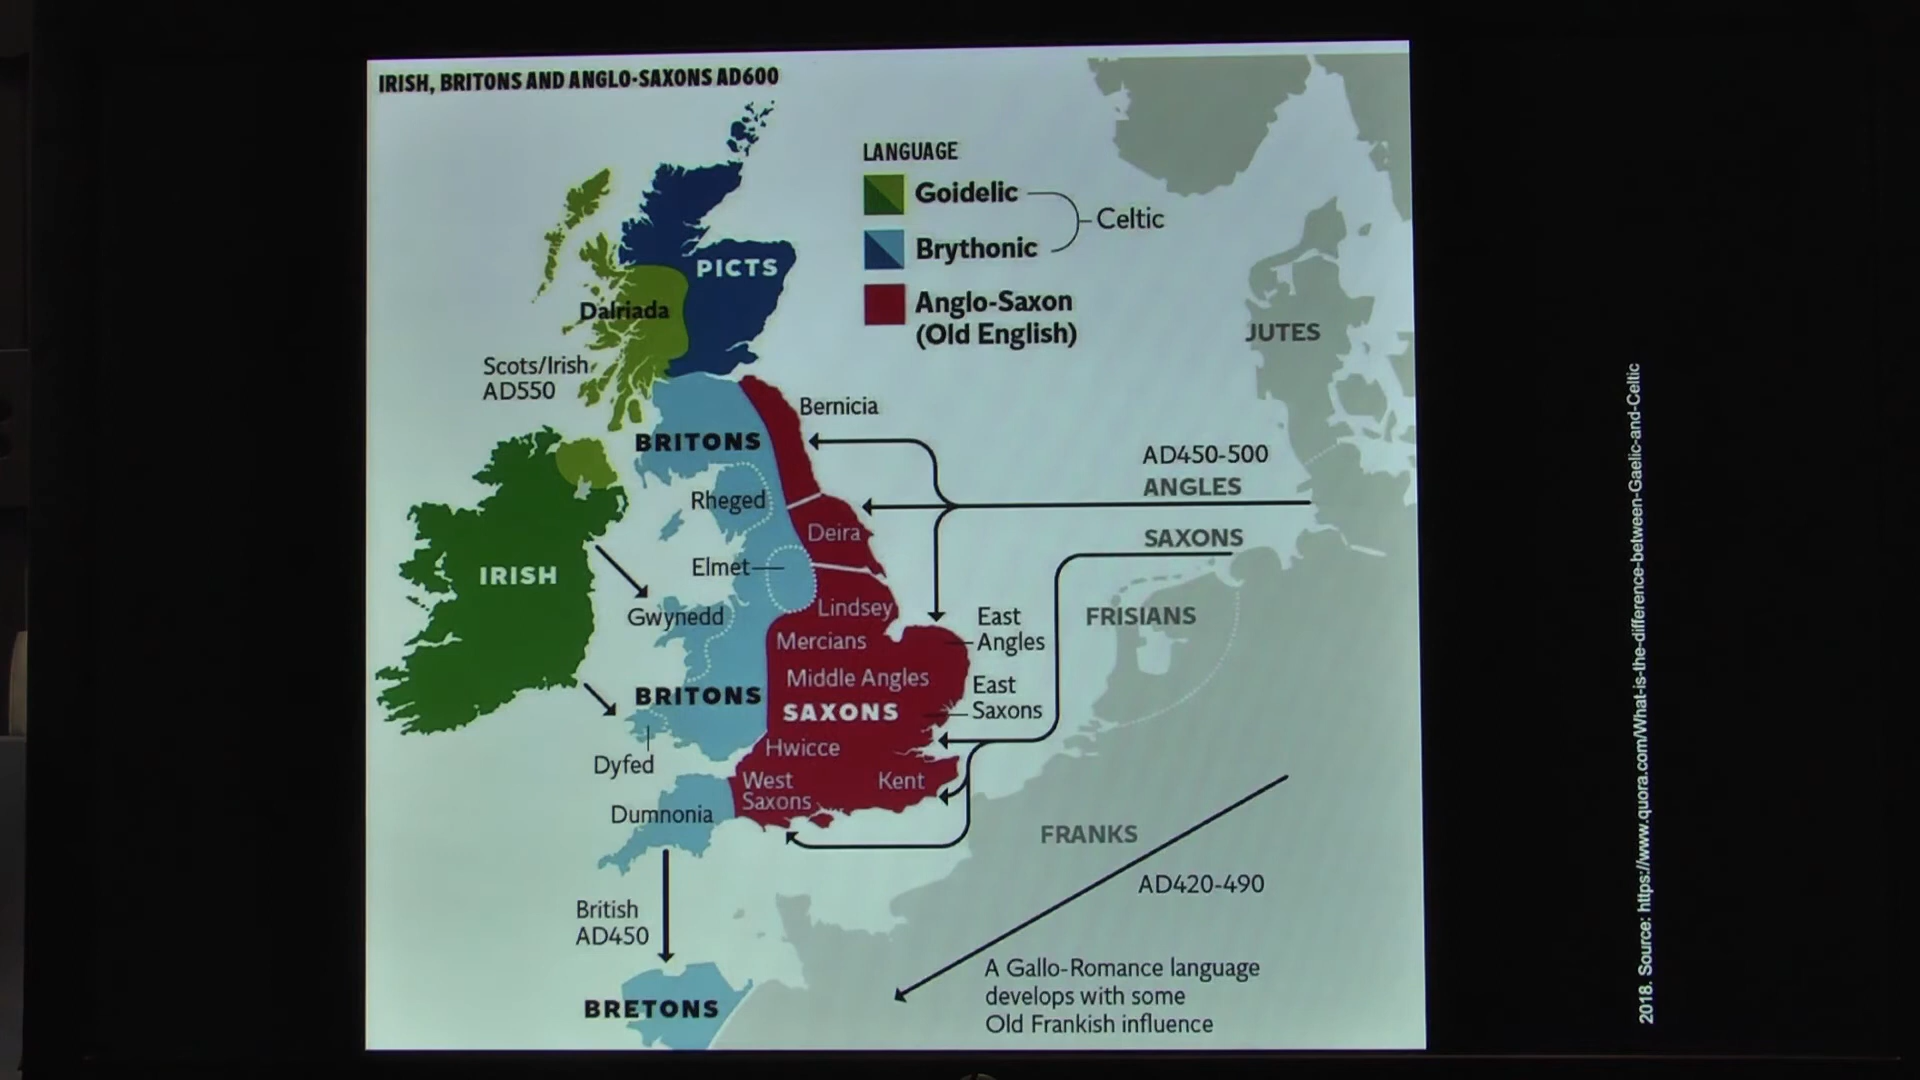 IRISH, BRITONS AND ANGLO-SAXONS AD600
LANGUAGE
Goidelic
Celtic
Brythonic
Anglo-Saxon
(Old English)
PICTS
Dalriada
Scots/Irish
AD550
JUTES
Bernicia
BRITONS
AD450-500
ANGLES
Rheged
Deira
SAXONS
Elmet
IRISH
Lindsey
Gwynedd
East
Angles
FRISIANS
Mercians
Middle Angles
East
Saxons
BRITONS
SAXONS
Hwicce
Dyfed
West
Saxons
Kent
Dumnonia
FRANKS
AD420-490
British
AD450
A Gallo-Romance language
develops with some
Old Frankish influence
BRETONS
2018. Source: https://www.quora.com/What-is-the-difference-between-Gaelic-and-Celtic